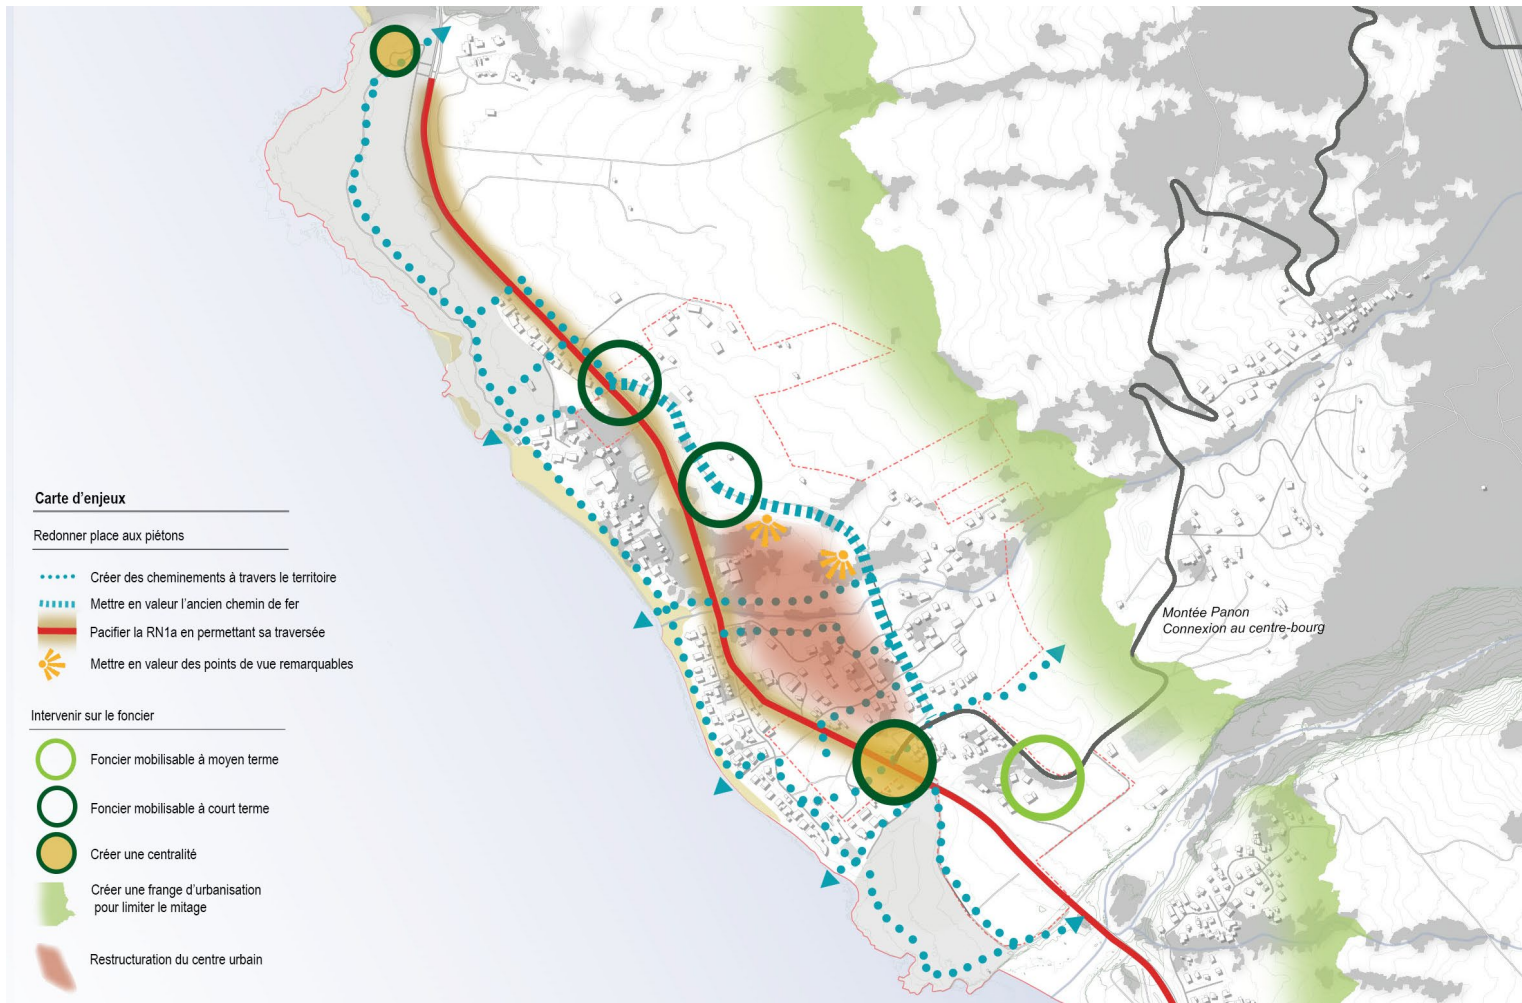 Carte d'enjeux
Redonner place aux piétons
Créer des cheminements à travers le territoire
Mettre en valeur l'ancien chemin de fer
Pacifier la RN1a en permettant sa traversée
Mettre en valeur des points de vue remarquables
Intervenir sur le foncier
Foncier mobilisable à moyen terme
Foncier mobilisable à court terme
Créer une centralité
Créer une frange d'urbanisation
pour limiter le mitage
Restructuration du centre urbain
Montée Panon
Connexion au centre-bourg